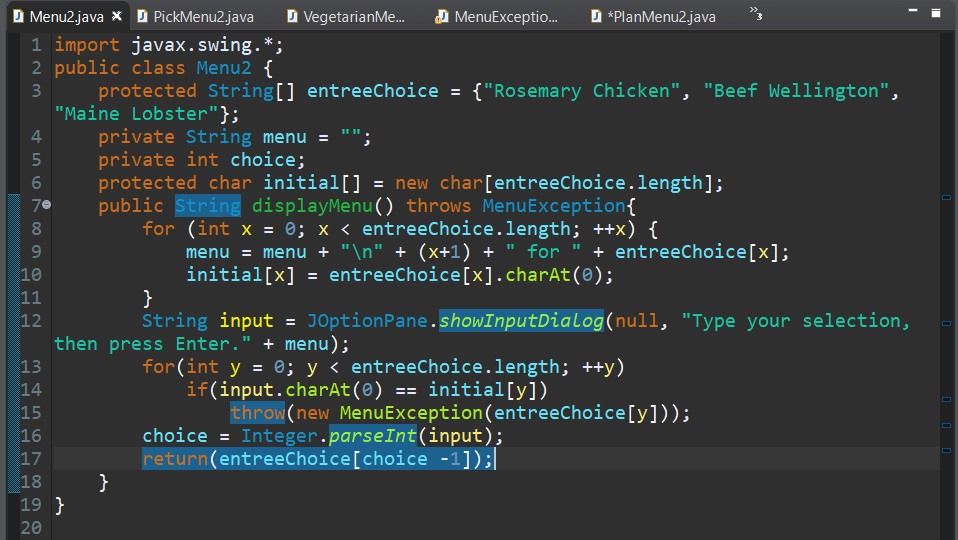 Menu2.java PickMenu2.java VegetarianMe... MenuExceptio... *PlanMenu2.java 3
1 import javax.swing.*;
2 public class Menu2 {
3 protected String[] entreeChoice = {"Rosemary Chicken", "Beef Wellington",
"Maine Lobster"};
4 private String menu = "";
5 private int choice;
6 protected char initial[] = new char[entreeChoice.length];
7 public String displayMenu() throws MenuException{
8 for (int x = 0; x < entreeChoice.length; ++x) {
9 menu = menu + "\n" + (x+1) + " for " + entreeChoice[x];
10 initial[x] = entreeChoice[x].charAt(0);
11 }
12 String input = JOptionPane.showInputDialog(null, "Type your selection,
then press Enter." + menu);
13 for(int y = 0; y < entreeChoice.length; ++y)
14 if(input.charAt(0) == initial[y])
15 throw(new MenuException(entreeChoice[y]));
16 choice = Integer.parseInt(input);
17 return(entreeChoice[choice -1]);
18 }
19 }
20